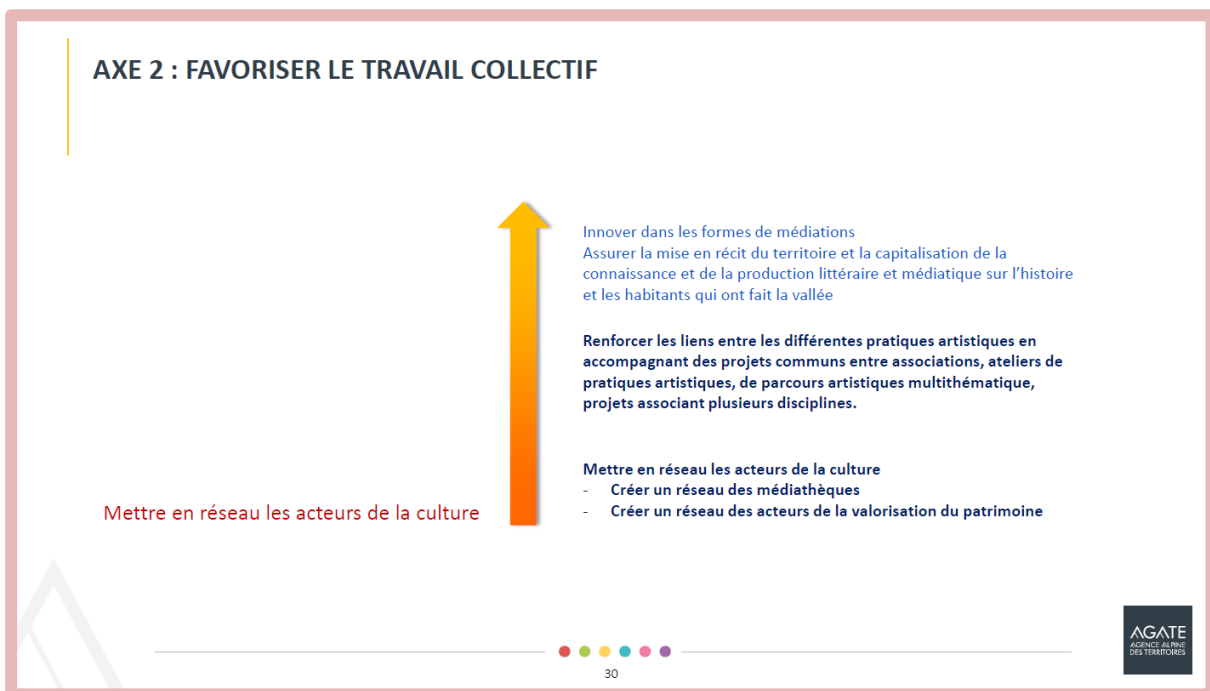 AXE 2 : FAVORISER LE TRAVAIL COLLECTIF
Innover dans les formes de médiations
Assurer la mise en récit du territoire et la capitalisation de la
connaissance et de la production littéraire et médiatique sur l’histoire
et les habitants qui ont fait la vallée
Renforcer les liens entre les différentes pratiques artistiques en
accompagnant des projets communs entre associations, ateliers de
pratiques artistiques, de parcours artistiques multithématique,
projets associant plusieurs disciplines.
Mettre en réseau les acteurs de la culture
- Créer un réseau des médiathèques
- Créer un réseau des acteurs de la valorisation du patrimoine
Mettre en réseau les acteurs de la culture
AGATE
AGENCE ALPINE
DES TERRITOIRES
30